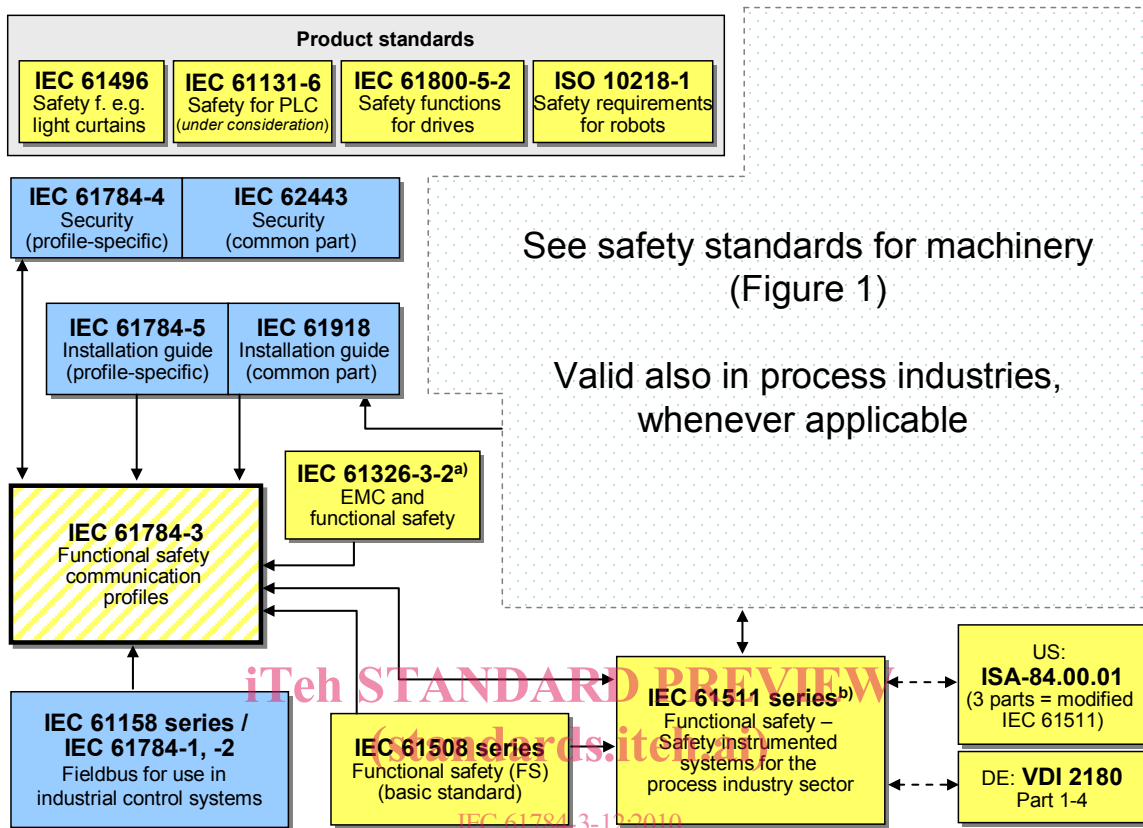 Product standards
IEC 61496
Safety f. e.g.
light curtains
IEC 61131-6
Safety for PLC
(under consideration)
IEC 61800-5-2
Safety functions
for drives
ISO 10218-1
Safety requirements
for robots
IEC 61784-4
Security
(profile-specific)
IEC 62443
Security
(common part)
See safety standards for machinery
(Figure 1)
Valid also in process industries,
whenever applicable
IEC 61784-5
Installation guide
(profile-specific)
IEC 61918
Installation guide
(common part)
IEC 61326-3-2a)
EMC and
functional safety
IEC 61784-3
Functional safety
communication
profiles
iTeh STANDARD PREVIEW
(standards.iteh.ai)
IEC 61158 series /
IEC 61784-1, -2
Fieldbus for use in
industrial control systems
IEC 61508 series
Functional safety (FS)
(basic standard)
IEC 61511 seriesb)
Functional safety –
Safety instrumented
systems for the
process industry sector
US:
ISA-84.00.01
(3 parts = modified
IEC 61511)
DE: VDI 2180
Part 1-4
IEC 61784-3-12:2010